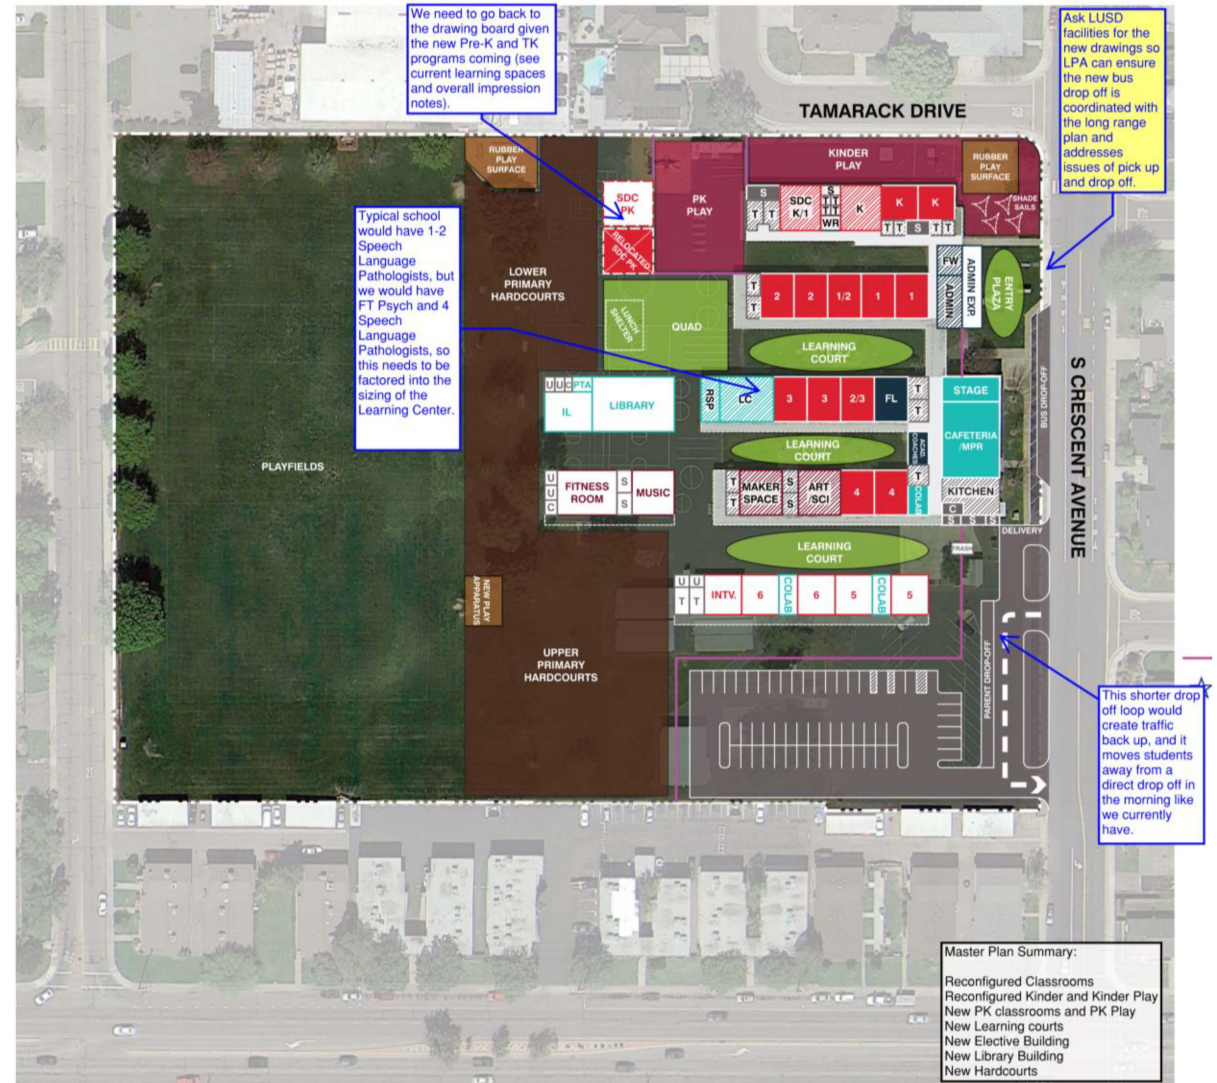 We need to go back to
the drawing board given
the new Pre-K and TK
programs coming (see
current learning spaces
and overall impression
notes).
Ask LUSD
facilities for the
new drawings so
LPA can ensure
the new bus
drop off is
coordinated with
the long range
plan and
addresses
issues of pick up
and drop off.
TAMARACK DRIVE
RUBBER
PLAY
SURFACE
KINDER
PLAY
RUBBER
PLAY
SURFACE
SHADE
SAILS
SDC
PK
PK
PLAY
S
T T
SDC
K/1
S
T T
T T
WR
K
K
K
T T S T T
RELOCATED
SDC PK
Typical school
would have 1-2
Speech
Language
Pathologists, but
we would have
FT Psych and 4
Speech
Language
Pathologists, so
this needs to be
factored into the
sizing of the
Learning Center.
LOWER
PRIMARY
HARDCOURTS
FW
ADMIN
ADMIN EXP.
ENTRY
PLAZA
T
T
2
2
1/2
1
1
LUNCH
SHELTER
QUAD
LEARNING
COURT
S CRESCENT AVENUE
BUS DROP-OFF
U U C PTA
IL
LIBRARY
RSP
LC
3
3
2/3
FL
T
T
STAGE
CAFETERIA
/MPR
LEARNING
COURT
ACAD.
COACHES
PLAYFIELDS
U
U
C
FITNESS
ROOM
S
S
MUSIC
T
T
MAKER
SPACE
S
S
ART
/SCI
4
4
T
COLAB
KITCHEN
C
S S S
DELIVERY
LEARNING
COURT
TRASH
NEW PLAY
APPARATUS
U U
T T
INTV.
6
COLAB
6
5
COLAB
5
UPPER
PRIMARY
HARDCOURTS
PARENT DROP-OFF
This shorter drop
off loop would
create traffic
back up, and it
moves students
away from a
direct drop off in
the morning like
we currently
have.
Master Plan Summary:
Reconfigured Classrooms
Reconfigured Kinder and Kinder Play
New PK classrooms and PK Play
New Learning courts
New Elective Building
New Library Building
New Hardcourts